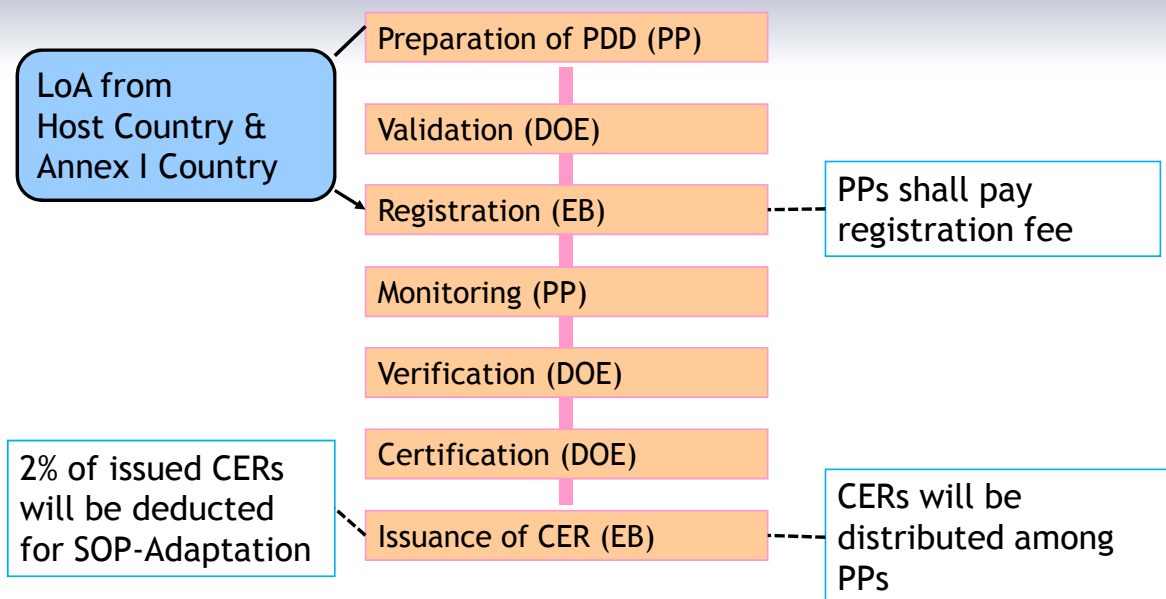 Preparation of PDD (PP)
LoA from
Host Country &
Annex I Country
Validation (DOE)
Registration (EB)
PPs shall pay
registration fee
Monitoring (PP)
Verification (DOE)
Certification (DOE)
2% of issued CERs
will be deducted
for SOP-Adaptation
Issuance of CER (EB)
CERs will be
distributed among
PPs